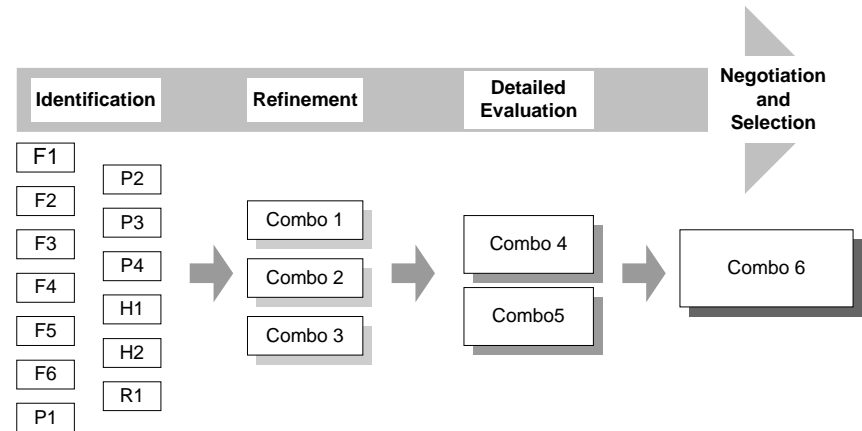 Identification
Refinement
Detailed
Evaluation
Negotiation
and
Selection
F1
F2
F3
F4
F5
F6
P1
P2
P3
P4
H1
H2
R1
Combo 1
Combo 2
Combo 3
Combo 4
Combo5
Combo 6